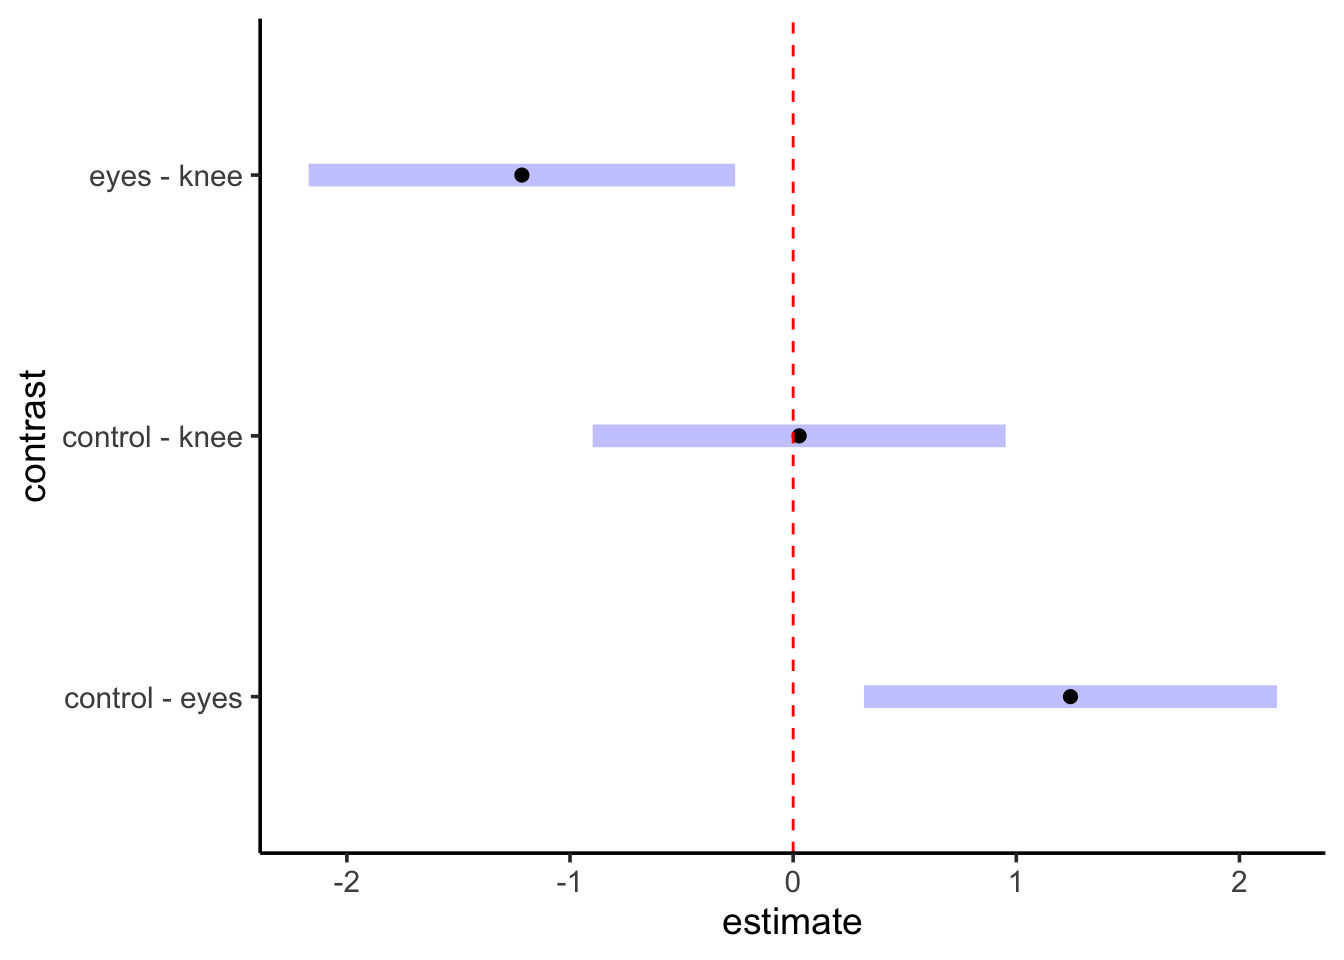 contrast
eyes - knee
control - knee
control - eyes
-2 -1 0 1 2
estimate